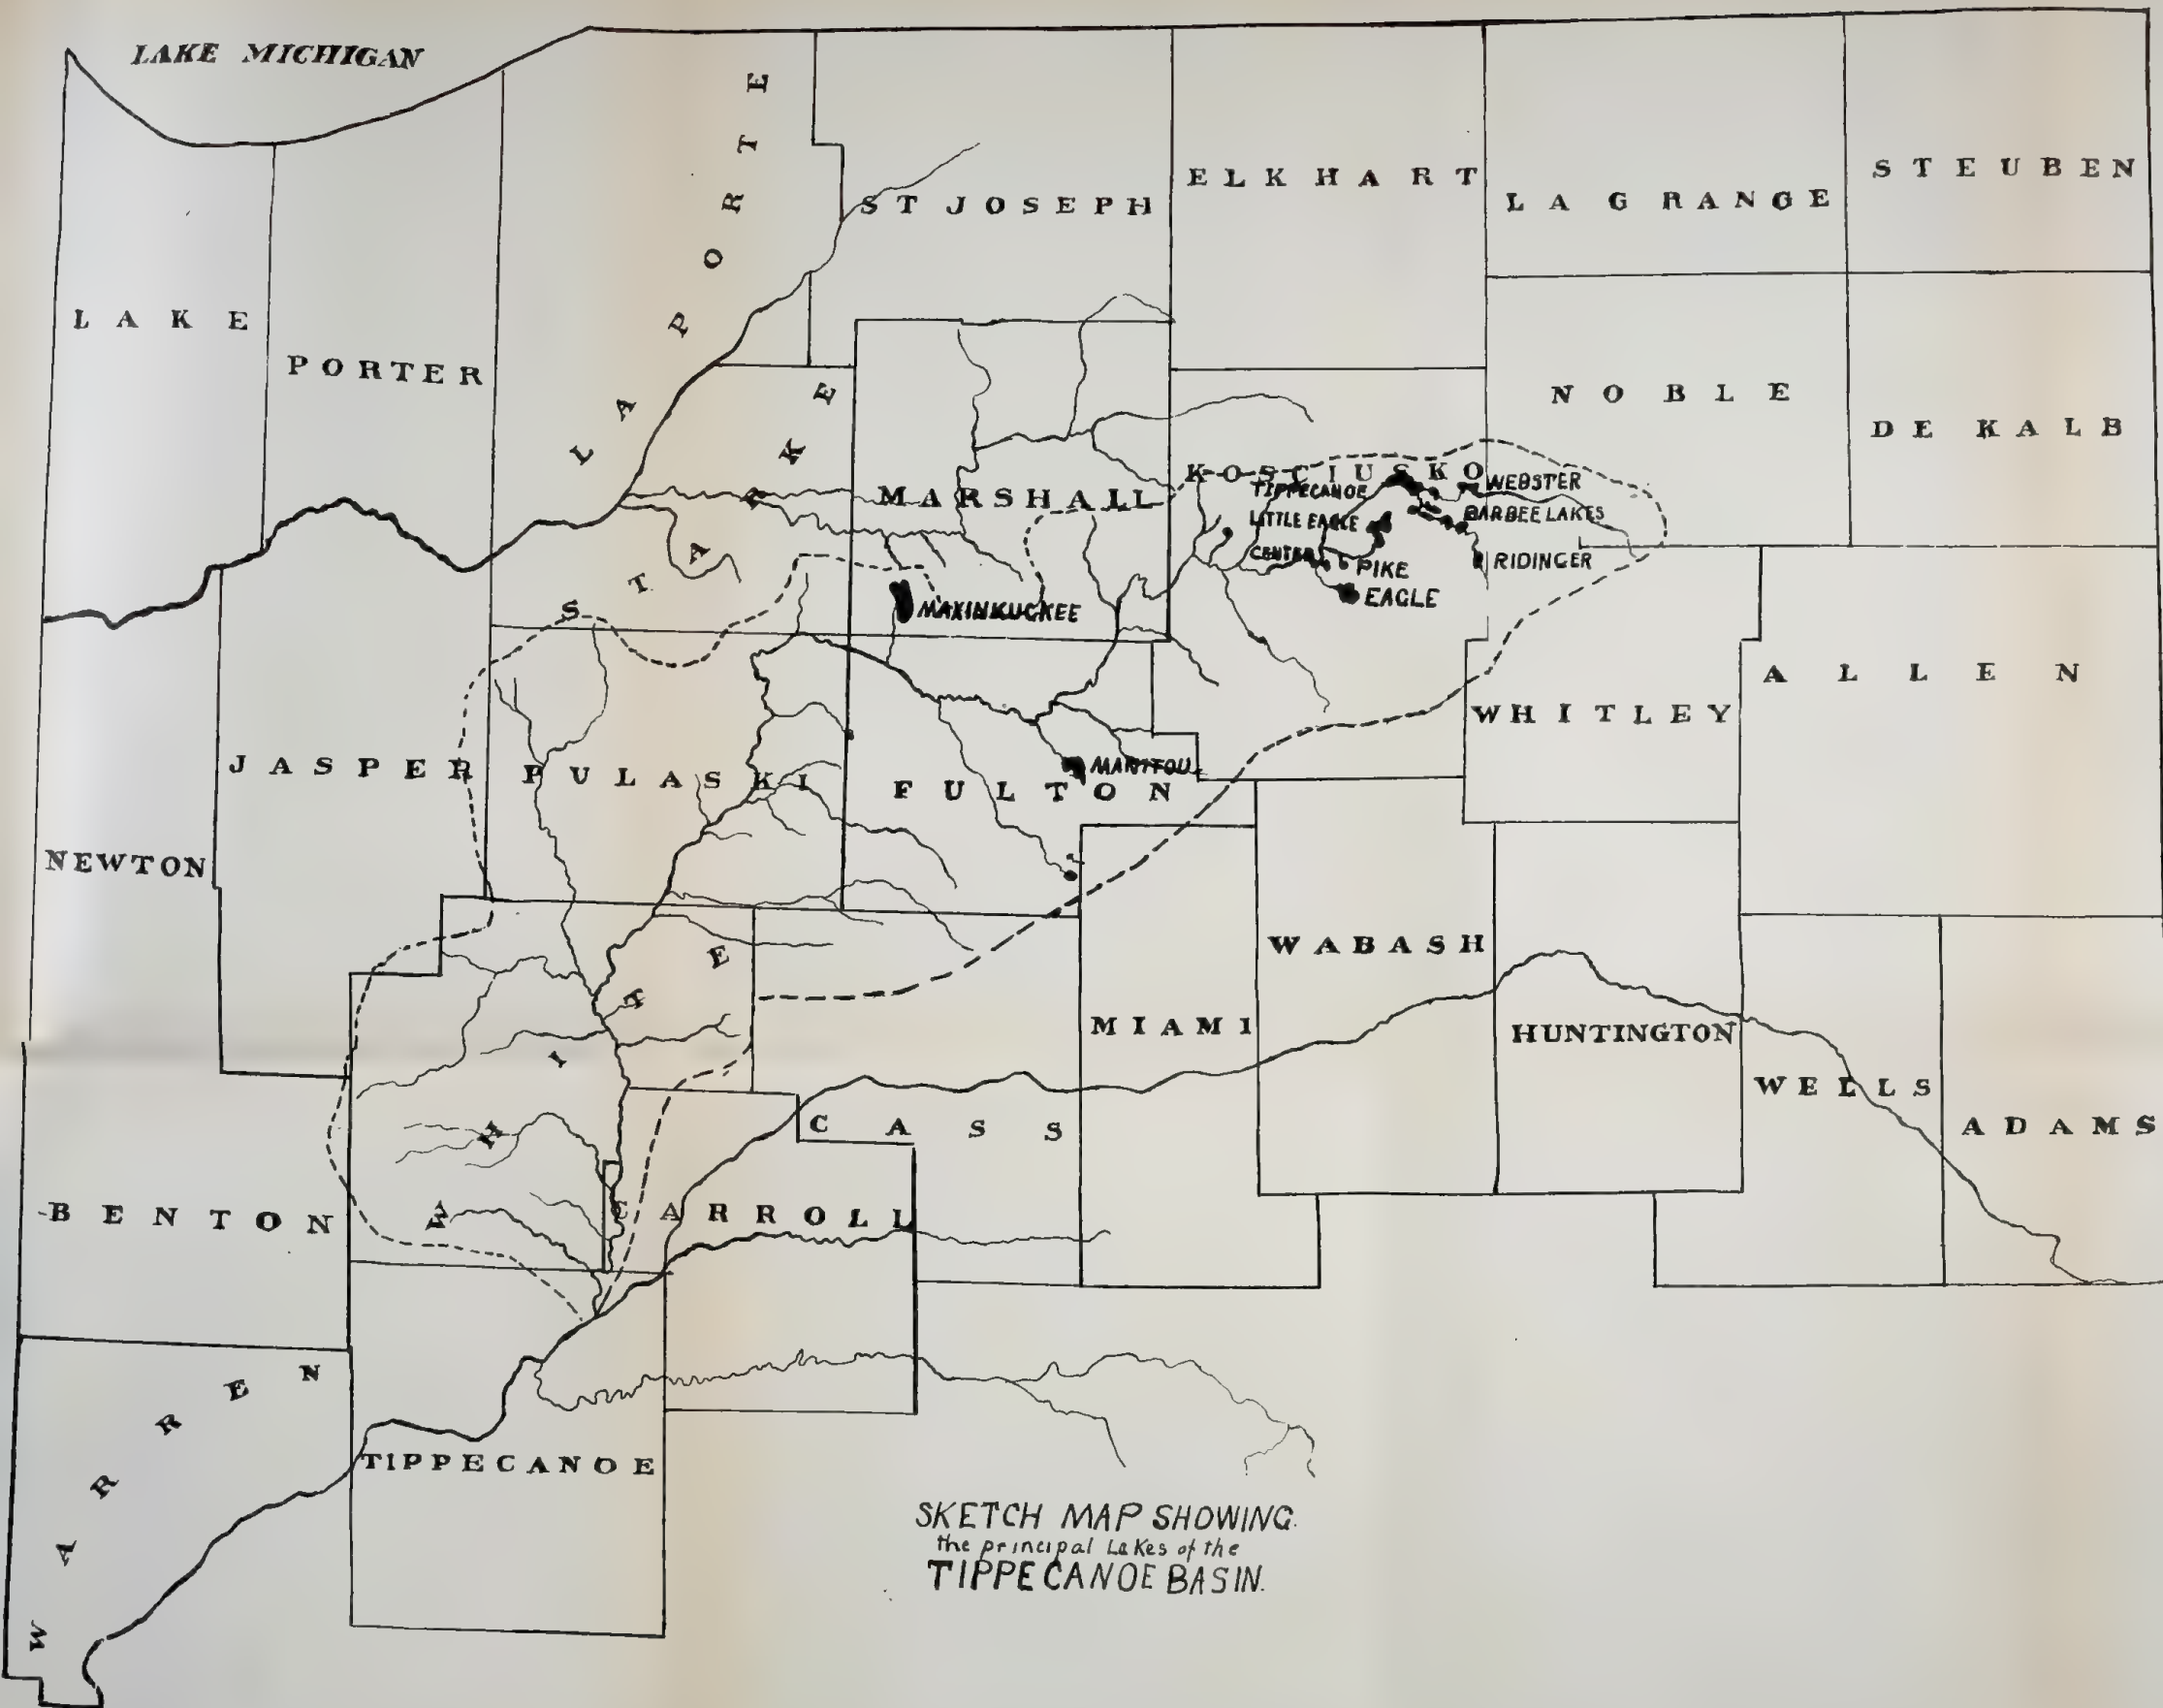 LAKE MICHIGAN
LAKE
PORTER
LAPORTE
ST JOSEPH
ELKHART
LA GRANGE
STEUBEN
STARKE
MARSHALL
KOSCIUSKO
NOBLE
DE KALB
TIPPECANOE
WEBSTER
LITTLE EAGLE
BARBEE LAKES
CENTER
PIKE
RIDINGER
EAGLE
MAXINKUCKEE
NEWTON
JASPER
PULASKI
FULTON
MANITOU
WHITLEY
ALLEN
WHITE
CASS
MIAMI
WABASH
HUNTINGTON
WELLS
ADAMS
BENTON
CARROLL
WARREN
TIPPECANOE
SKETCH MAP SHOWING
the principal Lakes of the
TIPPECANOE BASIN.